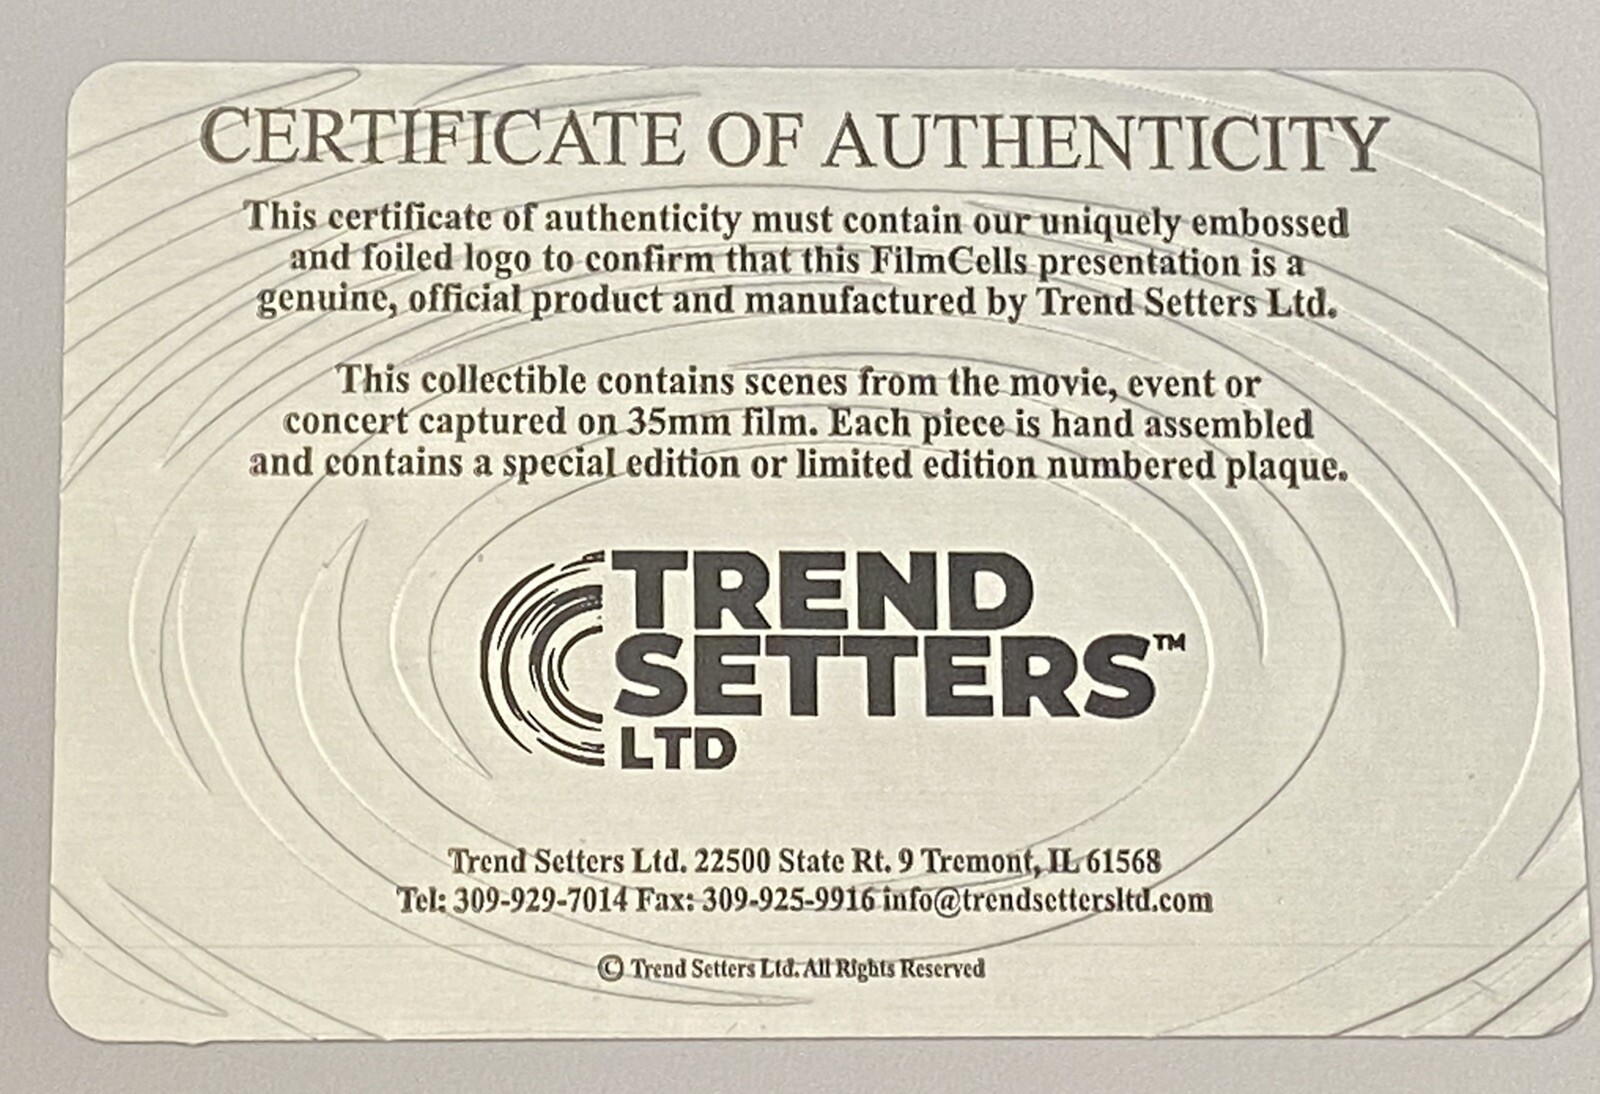 CERTIFICATE OF AUTHENTICITY
This certificate of authenticity must contain our uniquely embossed
and foiled logo to confirm that this FilmCells presentation is a
genuine, official product and manufactured by Trend Setters Ltd.
This collectible contains scenes from the movie, event or
concert captured on 35mm film. Each piece is hand assembled
and contains a special edition or limited edition numbered plaque.
TREND
SETTERS™
LTD
Trend Setters Ltd. 22500 State Rt. 9 Tremont, IL 61568
Tel: 309-929-7014 Fax: 309-925-9916 info@trendsettersltd.com
© Trend Setters Ltd. All Rights Reserved